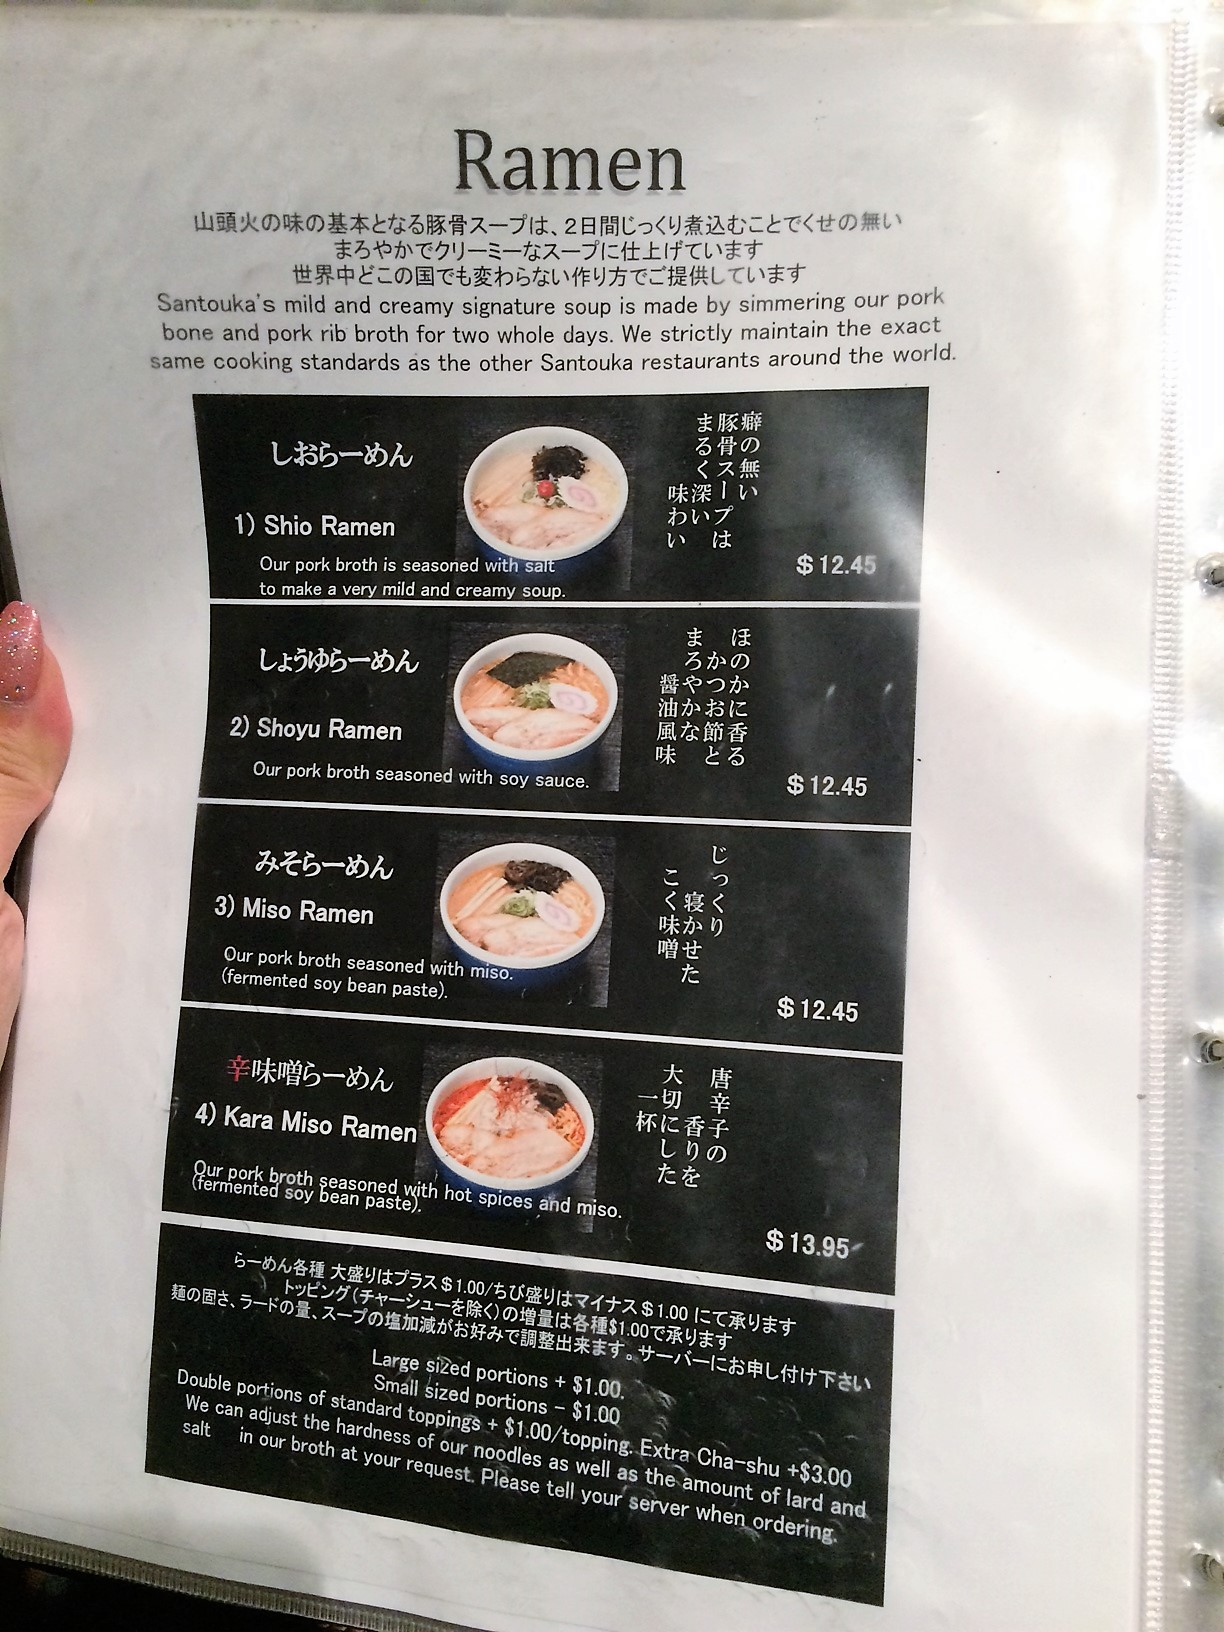 Ramen
山頭火の味の基本となる豚骨スープは、2日間じっくり煮込むことでくせの無い
まろやかでクリーミーなスープに仕上げています
世界中どこの国でも変わらない作り方でご提供しています
Santouka's mild and creamy signature soup is made by simmering our pork
bone and pork rib broth for two whole days. We strictly maintain the exact
same cooking standards as the other Santouka restaurants around the world.
しおらーめん
1) Shio Ramen
Our pork broth is seasoned with salt
to make a very mild and creamy soup.
癖の無い
豚骨スープは
まるく深い
味わい
$12.45
しょうゆらーめん
2) Shoyu Ramen
Our pork broth seasoned with soy sauce.
ほのかに香る
かつお節と
まろやかな
醤油風味
$12.45
みそらーめん
3) Miso Ramen
Our pork broth seasoned with miso.
(fermented soy bean paste).
じっくり
寝かせた
こく味噌
$12.45
辛味噌らーめん
4) Kara Miso Ramen
Our pork broth seasoned with hot spices and miso.
(fermented soy bean paste).
唐辛子の
香りを
大切にした
一杯
$13.95
らーめん各種 大盛りはプラス$1.00/ちび盛りはマイナス$1.00 にて承ります
トッピング(チャーシューを除く)の増量は各種$1.00で承ります
麺の固さ、ラードの量、スープの塩加減がお好みで調整出来ます。サーバーにお申し付け下さい
Large sized portions + $1.00,
Small sized portions - $1.00
Double portions of standard toppings + $1.00/topping. Extra Cha-shu +$3.00
We can adjust the hardness of our noodles as well as the amount of lard and
salt in our broth at your request. Please tell your server when ordering.